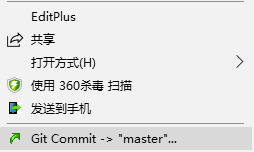 EditPlus
共享
打开方式(H)
使用 360杀毒 扫描
发送到手机
Git Commit -> "master"...